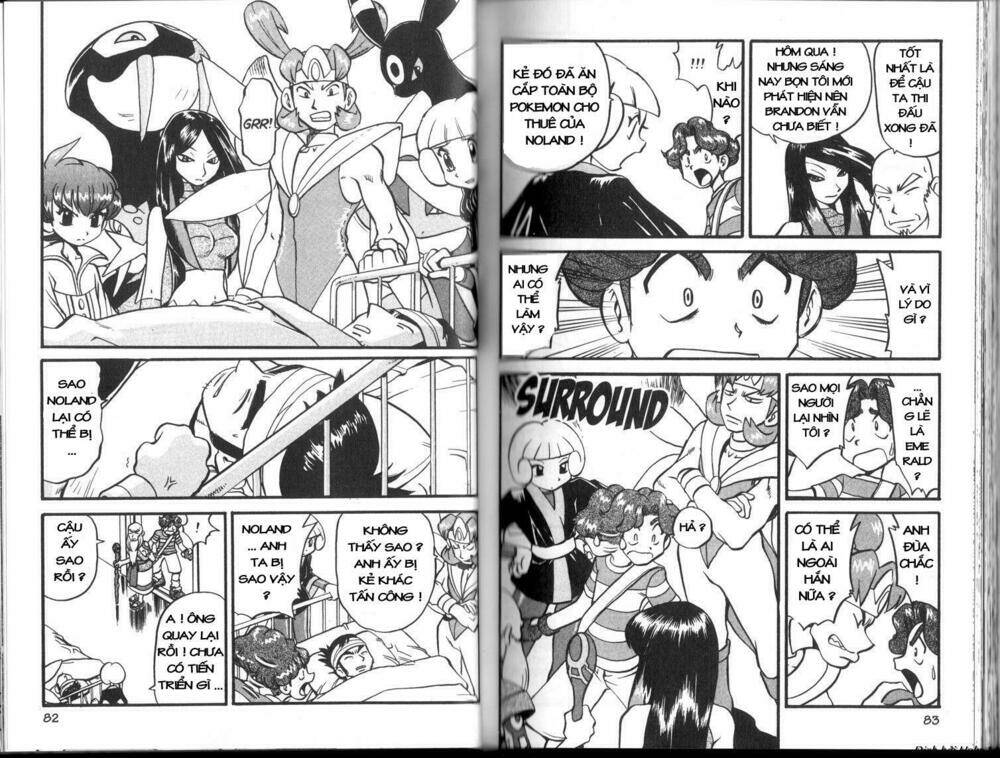 GRR!
SAO
NOLAND
LẠI CÓ
THỂ BỊ
...
CẬU
ẤY
SAO
RỒI ?
!
A ! ÔNG
QUAY LẠI
RỒI ! CHƯA
CÓ TIẾN
TRIỂN GÌ ...
NOLAND
... ANH
TA BỊ
SAO VẬY
?
KHÔNG
THẤY SAO ?
ANH ẤY BỊ
KẺ KHÁC
TẤN CÔNG !
82
KẺ ĐÓ ĐÃ ĂN
CẮP TOÀN BỘ
POKEMON CHO
THUÊ CỦA
NOLAND !
!!!
KHI
NÀO
?
HÔM QUA !
NHƯNG SÁNG
NAY BỌN TÔI MỚI
PHÁT HIỆN NÊN
BRANDON VẪN
CHƯA BIẾT !
TỐT
NHẤT LÀ
ĐỂ CẬU
TA THI
ĐẤU
XONG ĐÃ
!
NHƯNG
AI CÓ
THỂ
LÀM
VẬY ?
VÀ VÌ
LÝ DO
GÌ ?
SURROUND
HẢ ?
SAO MỌI
NGƯỜI
LẠI NHÌN
TÔI ?
...
CHẲN
G LẼ
LÀ
EME
RALD
...
CÓ THỂ
LÀ AI
NGOÀI
HẮN
NỮA ?
ANH
ĐÙA
CHẮC
!
83